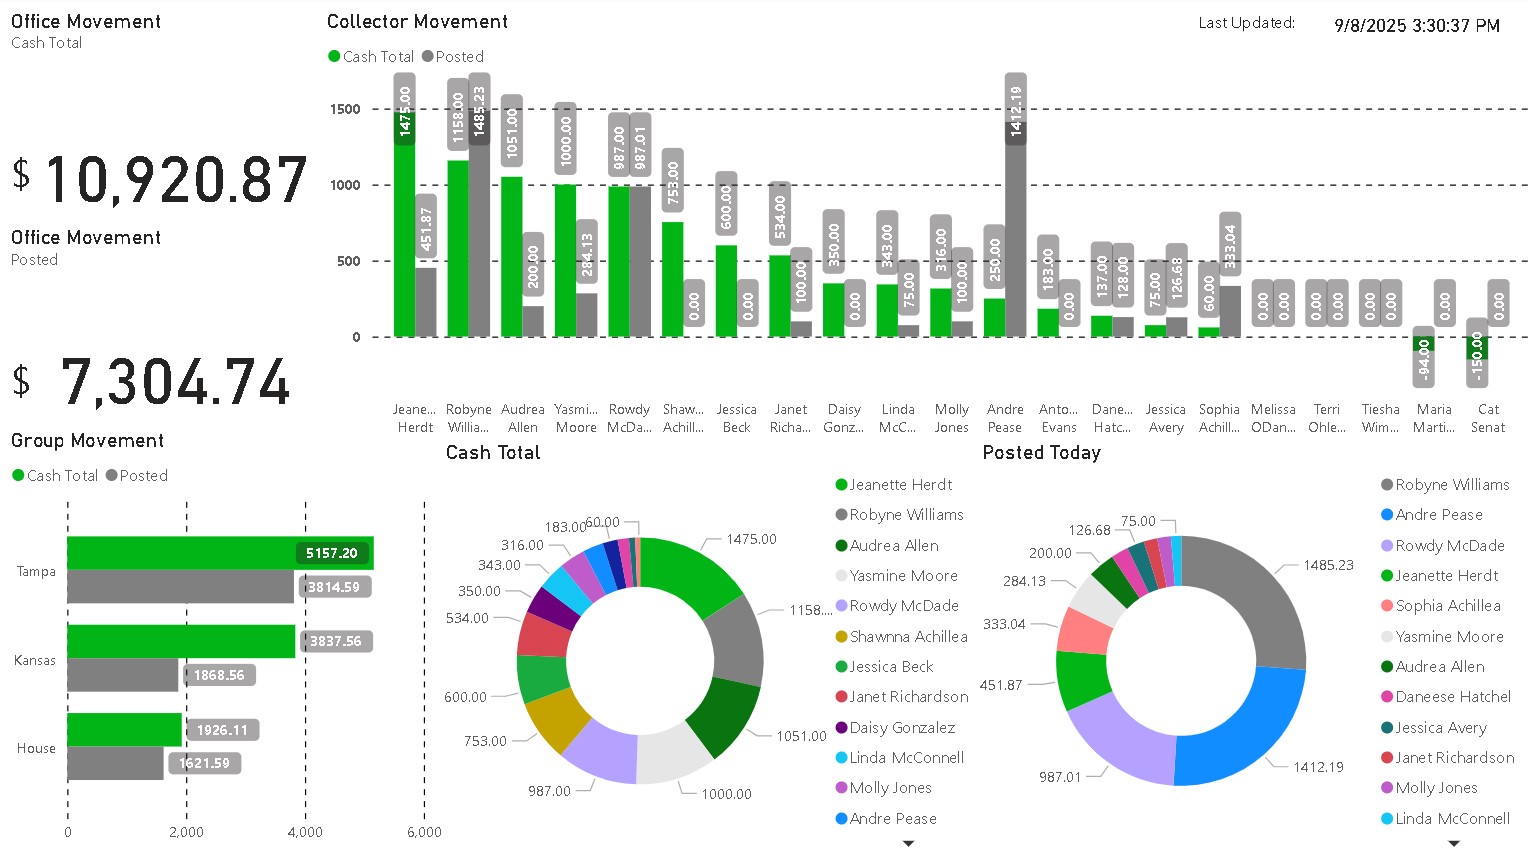 Office Movement
Cash Total
$ 10,920.87
Office Movement
Posted
$ 7,304.74
Collector Movement
Last Updated: 9/8/2025 3:30:37 PM
Cash Total Posted
1500
1000
500
0
1475.00 451.87
1158.00 1485.23
1051.00 200.00
1000.00 284.13
987.00 987.01
753.00 0.00
600.00 0.00
534.00 100.00
350.00 0.00
343.00 75.00
316.00 100.00
250.00 1412.19
183.00 0.00
137.00 128.00
75.00 126.68
60.00 333.04
0.00 0.00
0.00 0.00
0.00 0.00
-94.00 0.00
-150.00 0.00
Jeane... Robyne Audrea Yasmi... Rowdy Shaw... Jessica Janet Daisy Linda Molly Andre Anto... Dane... Jessica Sophia Melissa Terri Tiesha Maria Cat
Herdt Willia... Allen Moore McDa... Achill... Beck Richa... Gonz... McC... Jones Pease Evans Hatc... Avery Achill... ODan... Ohle... Wim... Marti... Senat
Group Movement
Cash Total Posted
Tampa
5157.20
3814.59
Kansas
3837.56
1868.56
House
1926.11
1621.59
0 2,000 4,000 6,000
Cash Total
1475.00
1158....
1051.00
1000.00
987.00
753.00
600.00
534.00
350.00
343.00
316.00
183.00
60.00
Jeanette Herdt
Robyne Williams
Audrea Allen
Yasmine Moore
Rowdy McDade
Shawnna Achillea
Jessica Beck
Janet Richardson
Daisy Gonzalez
Linda McConnell
Molly Jones
Andre Pease
Posted Today
1485.23
1412.19
987.01
451.87
333.04
284.13
200.00
126.68
75.00
Robyne Williams
Andre Pease
Rowdy McDade
Jeanette Herdt
Sophia Achillea
Yasmine Moore
Audrea Allen
Daneese Hatchel
Jessica Avery
Janet Richardson
Molly Jones
Linda McConnell